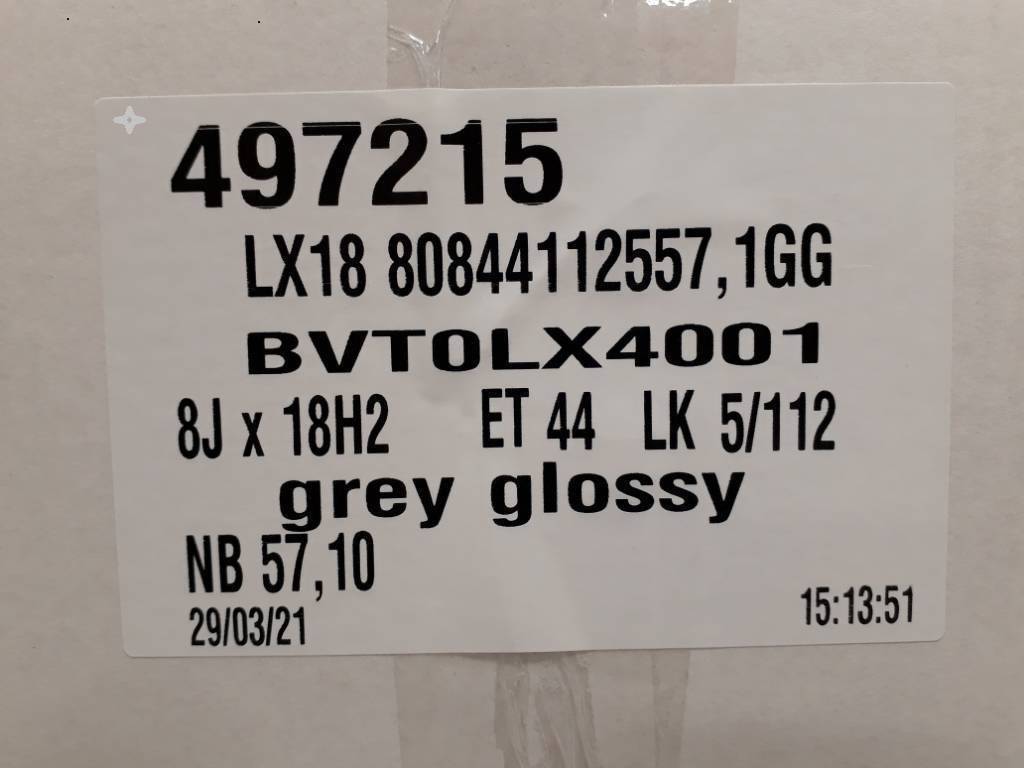 497215
LX18 80844112557,1GG
BVT0LX4001
8J x 18H2 ET 44 LK 5/112
grey glossy
NB 57,10
29/03/21 15:13:51